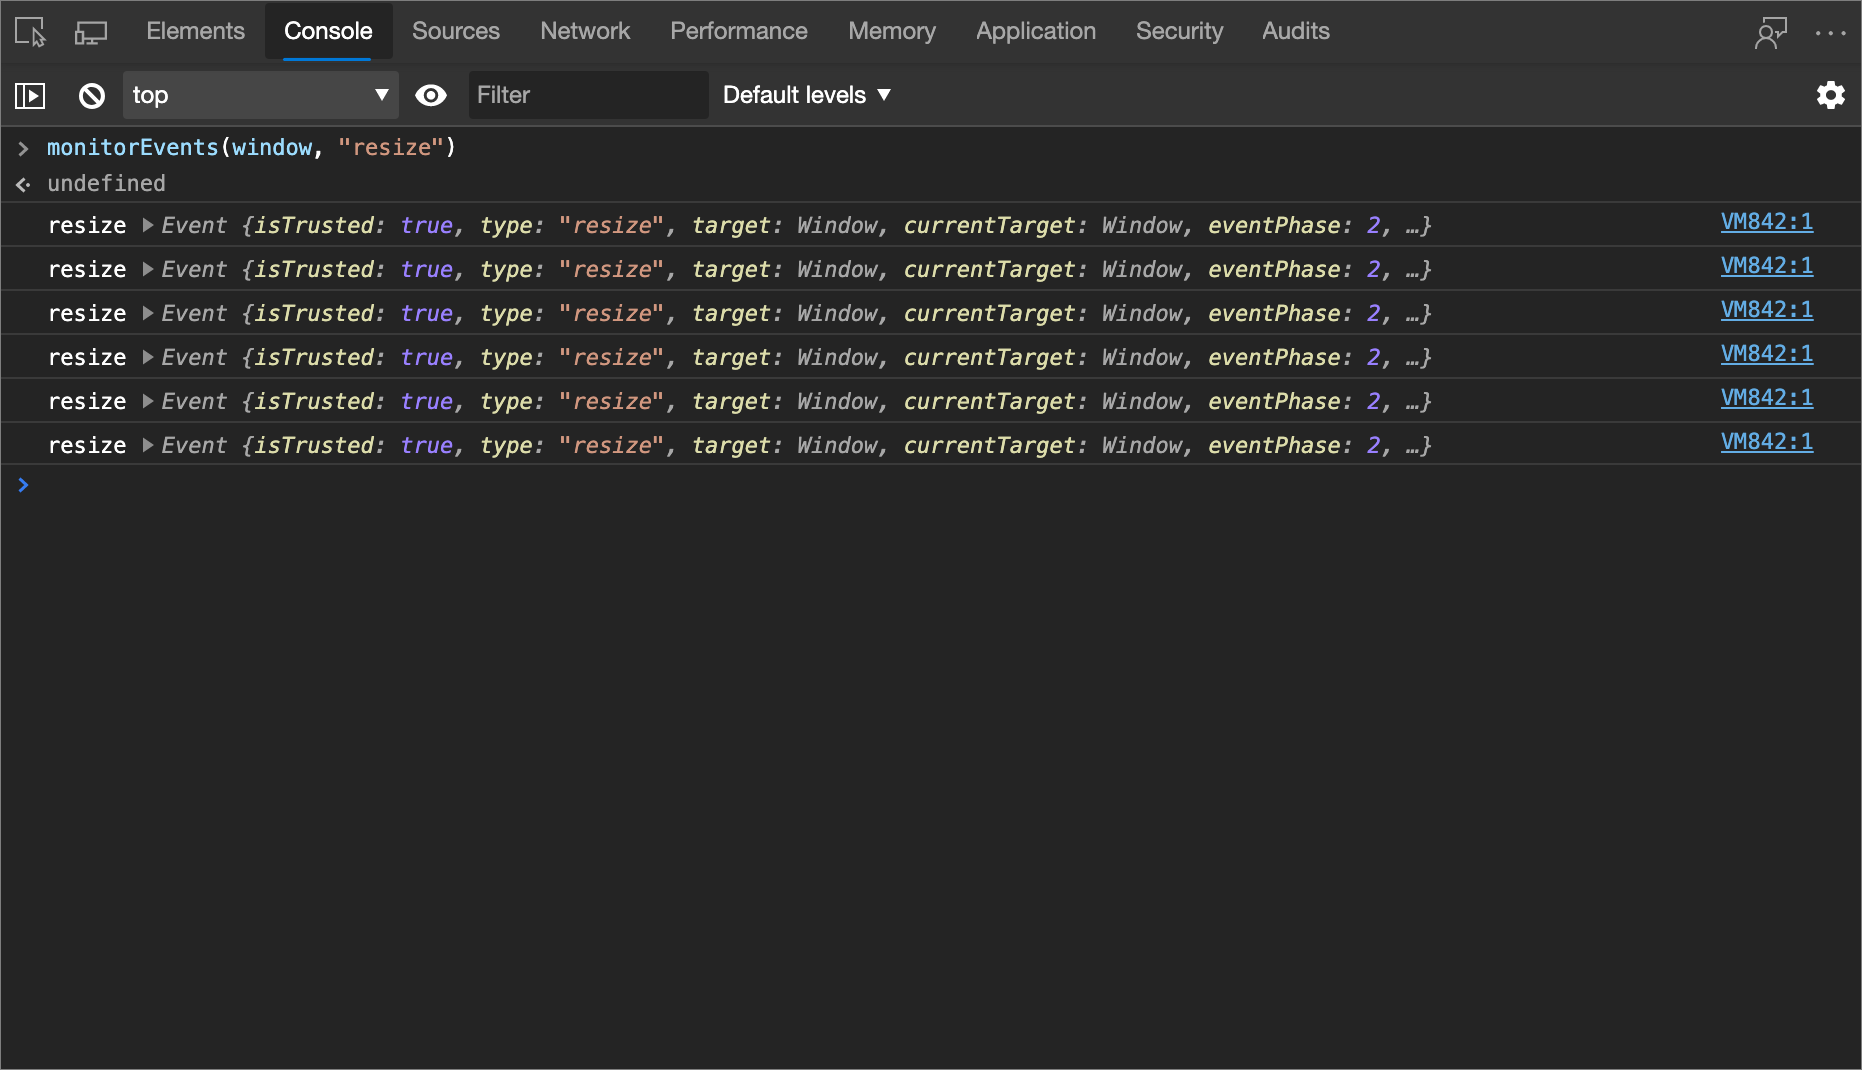 Elements Console Sources Network Performance Memory Application Security Audits
top Filter Default levels
monitorEvents(window, "resize")
undefined
resize Event {isTrusted: true, type: "resize", target: Window, currentTarget: Window, eventPhase: 2, …} VM842:1
resize Event {isTrusted: true, type: "resize", target: Window, currentTarget: Window, eventPhase: 2, …} VM842:1
resize Event {isTrusted: true, type: "resize", target: Window, currentTarget: Window, eventPhase: 2, …} VM842:1
resize Event {isTrusted: true, type: "resize", target: Window, currentTarget: Window, eventPhase: 2, …} VM842:1
resize Event {isTrusted: true, type: "resize", target: Window, currentTarget: Window, eventPhase: 2, …} VM842:1
resize Event {isTrusted: true, type: "resize", target: Window, currentTarget: Window, eventPhase: 2, …} VM842:1